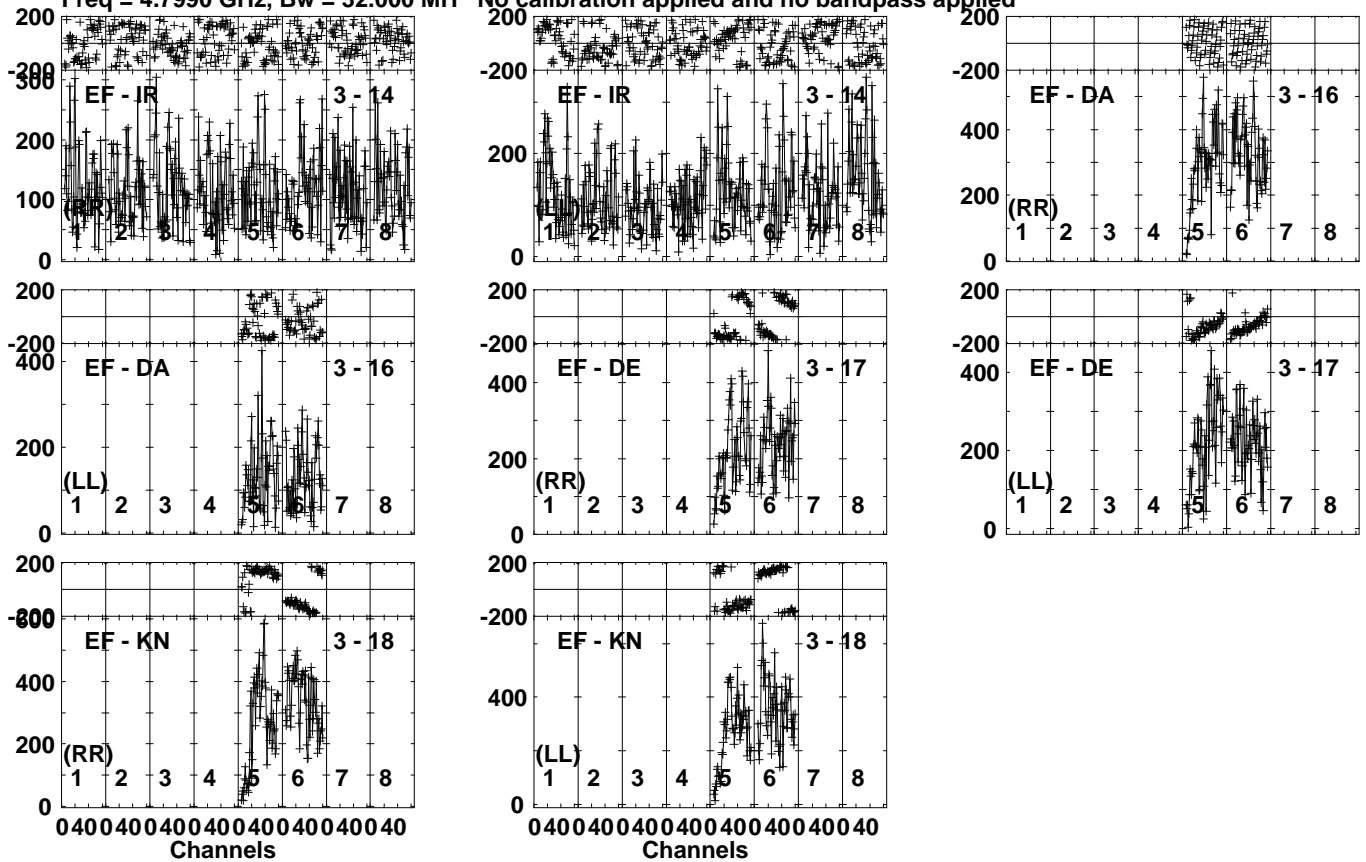 Freq = 4.7990 GHz, Bw = 32.000 MH No calibration applied and no bandpass applied
200
-200
300
200
100
0
EF - IR
3 - 14
(RR)
1 2 3 4 5 6 7 8
200
-200
200
0
EF - IR
3 - 14
(LL)
1 2 3 4 5 6 7 8
200
-200
400
200
0
EF - DA
3 - 16
(RR)
1 2 3 4 5 6 7 8
200
-200
400
200
0
EF - DA
3 - 16
(LL)
1 2 3 4 5 6 7 8
200
-200
400
200
0
EF - DE
3 - 17
(RR)
1 2 3 4 5 6 7 8
200
-200
400
200
0
EF - DE
3 - 17
(LL)
1 2 3 4 5 6 7 8
200
-200
600
400
200
0
EF - KN
3 - 18
(RR)
1 2 3 4 5 6 7 8
0 40 0 40 0 40 0 40 0 40 0 40 0 40 0 40
Channels
200
-200
400
0
EF - KN
3 - 18
(LL)
1 2 3 4 5 6 7 8
0 40 0 40 0 40 0 40 0 40 0 40 0 40 0 40
Channels